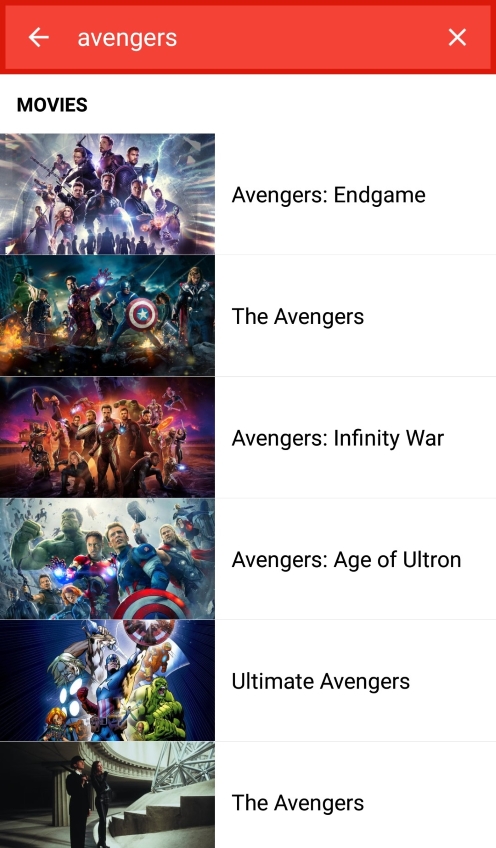 avengers
MOVIES
Avengers: Endgame
The Avengers
Avengers: Infinity War
Avengers: Age of Ultron
Ultimate Avengers
The Avengers